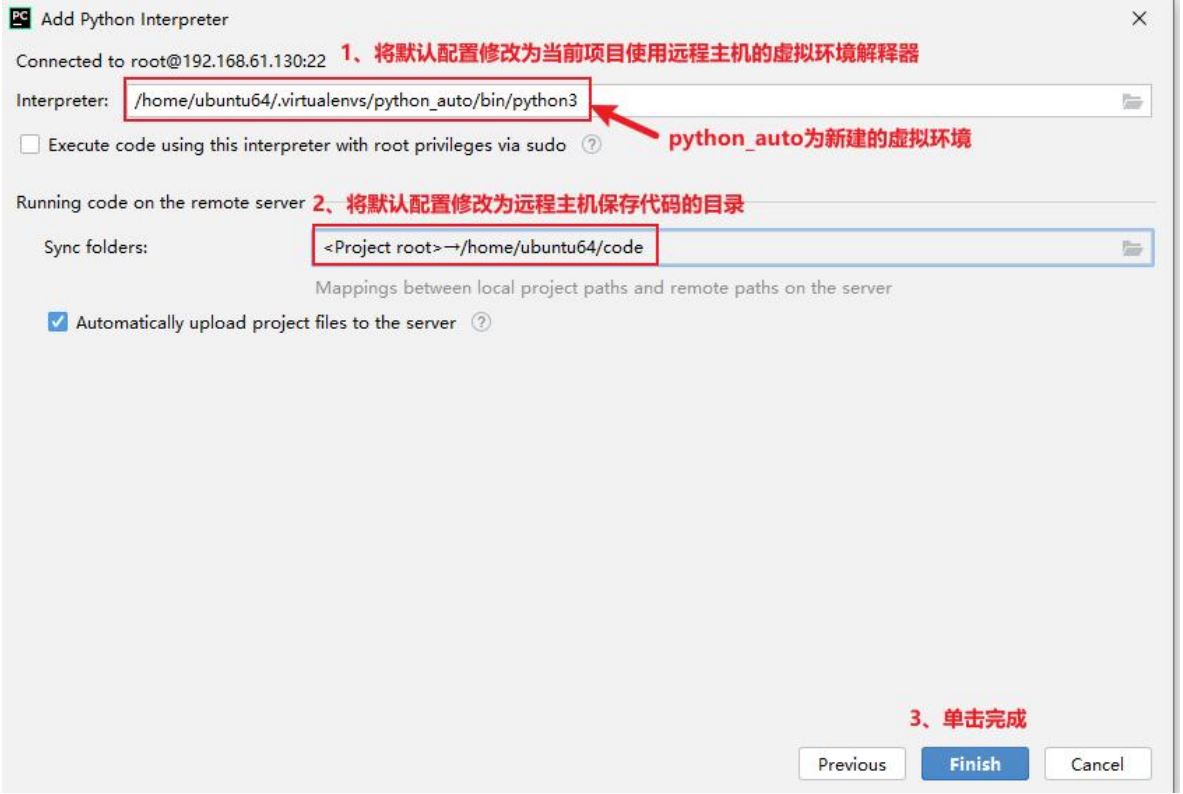 PC Add Python Interpreter
Connected to root@192.168.61.130:22 1、将默认配置修改为当前项目使用远程主机的虚拟环境解释器
Interpreter: /home/ubuntu64/.virtualenvs/python_auto/bin/python3
Execute code using this interpreter with root privileges via sudo ?
python_auto为新建的虚拟环境
Running code on the remote server 2、将默认配置修改为远程主机保存代码的目录
Sync folders: <Project root>→/home/ubuntu64/code
Mappings between local project paths and remote paths on the server
Automatically upload project files to the server ?
3、单击完成
Previous Finish Cancel